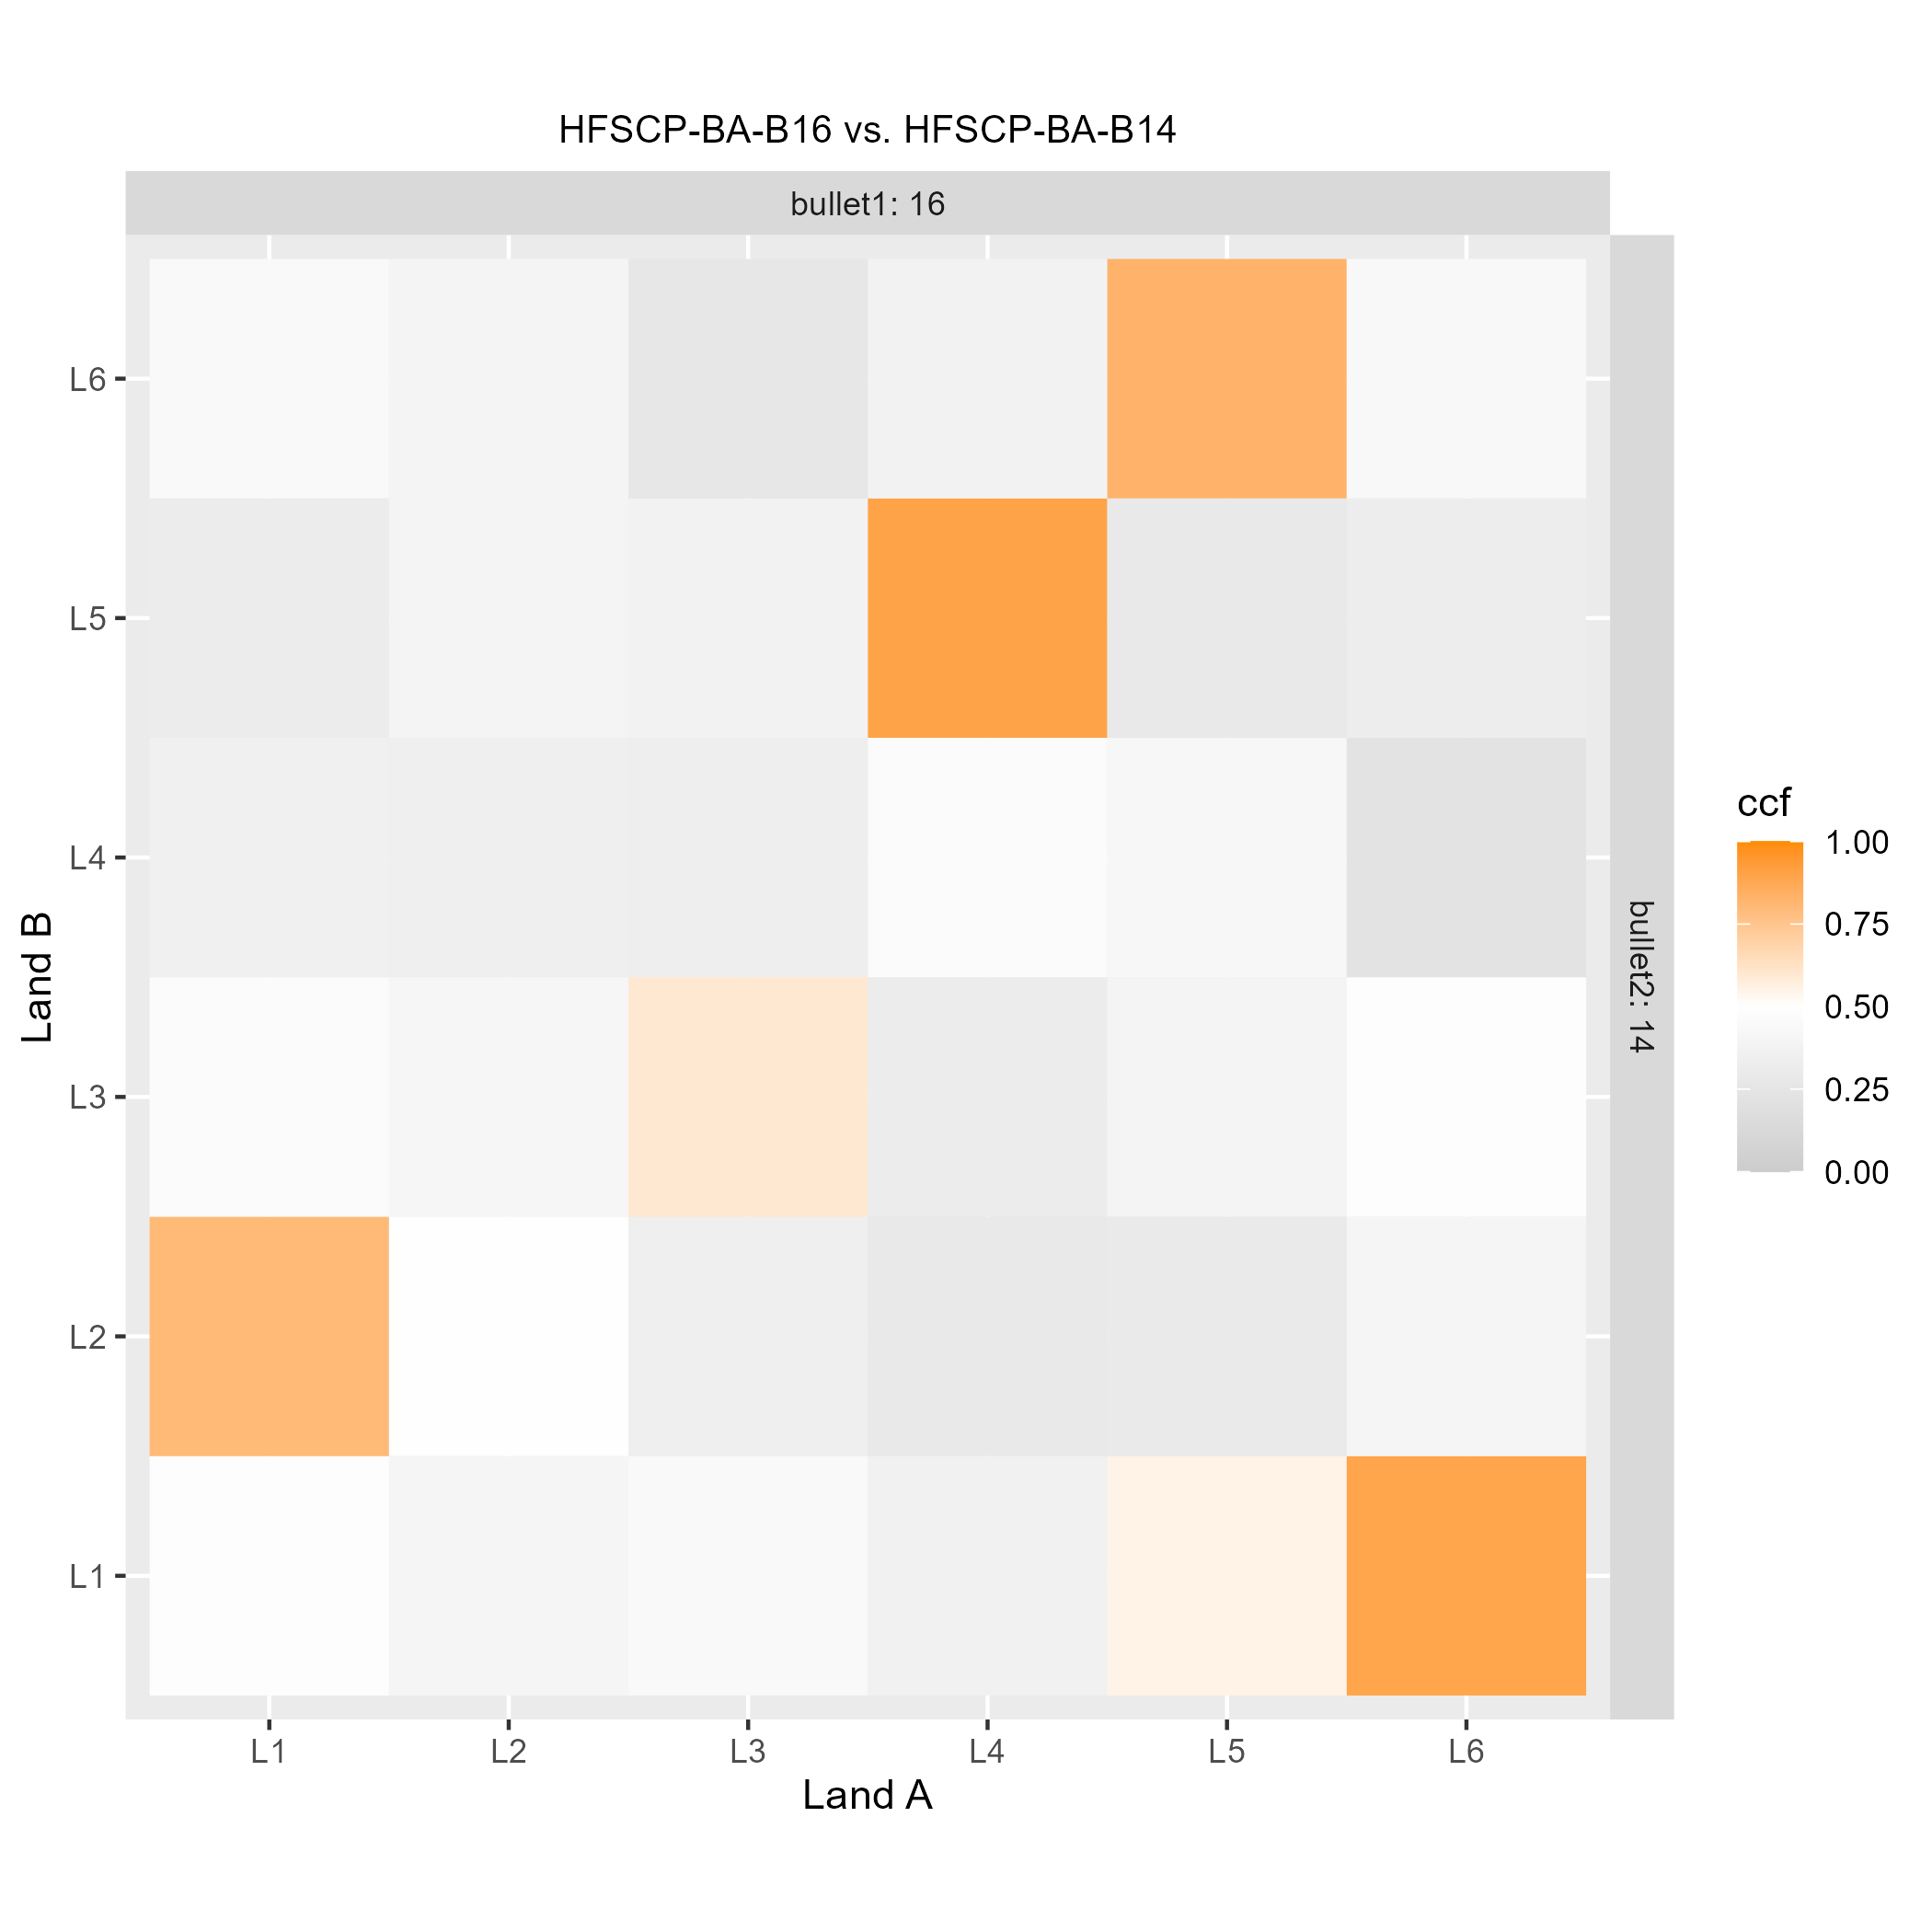 HFSCP-BA-B16 vs. HFSCP-BA-B14
bullet1: 16
L6
L5
L4
L3
L2
L1
Land B
bullet2: 14
L1 L2 L3 L4 L5 L6
Land A
ccf
1.00
0.75
0.50
0.25
0.00